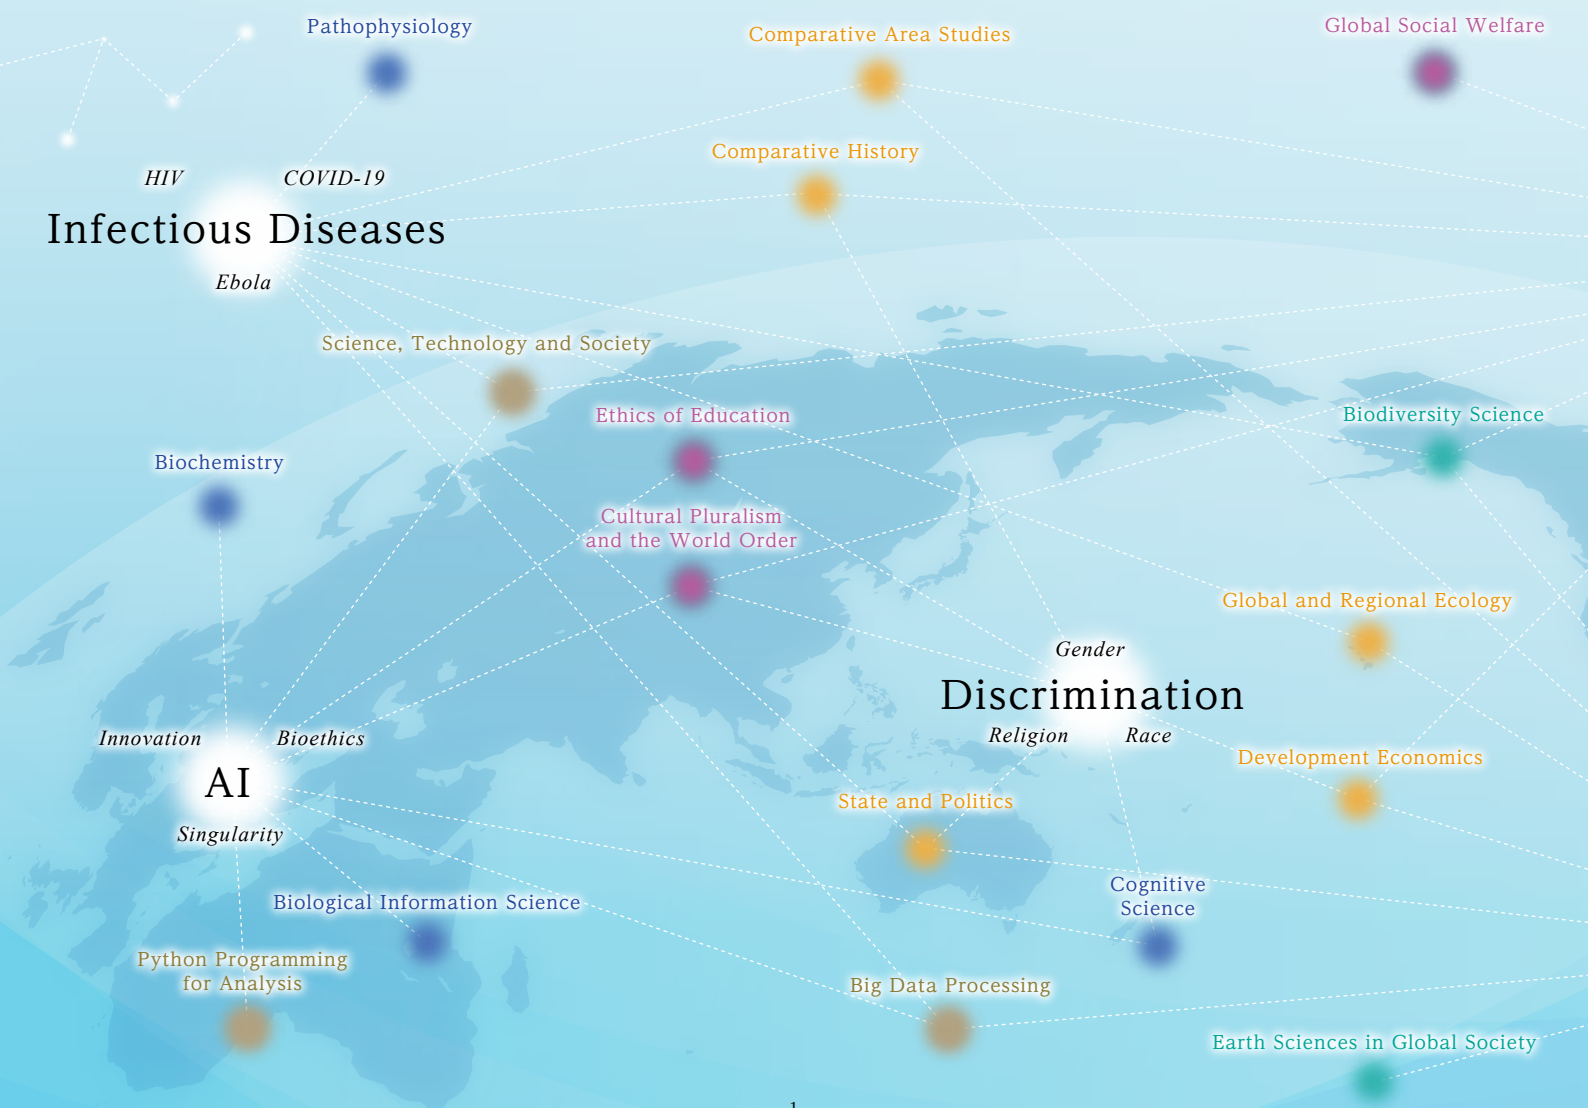 Pathophysiology
Comparative Area Studies
Global Social Welfare
Comparative History
HIV
COVID-19
Infectious Diseases
Ebola
Science, Technology and Society
Ethics of Education
Biodiversity Science
Biochemistry
Cultural Pluralism
and the World Order
Global and Regional Ecology
Gender
Discrimination
Religion
Race
Innovation
Bioethics
AI
Singularity
Development Economics
State and Politics
Cognitive
Science
Biological Information Science
Python Programming
for Analysis
Big Data Processing
Earth Sciences in Global Society
1